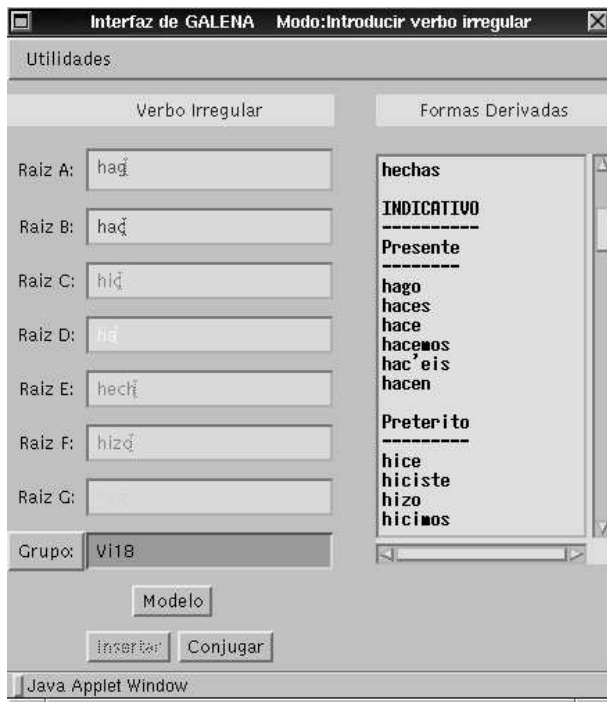 Interfaz de GALENA Modo:Introducir verbo irregular
Utilidades
Verbo Irregular
Raiz A: hag
Raiz B: hac
Raiz C: hic
Raiz D: ha
Raiz E: hech
Raiz F: hizo
Raiz G:
Grupo: Vi18
Modelo
Insertar Conjugar
Formas Derivadas
hechas
INDICATIVO
----------
Presente
--------
hago
haces
hace
hacemos
hac'eis
hacen
Preterito
---------
hice
hiciste
hizo
hicimos
Java Applet Window